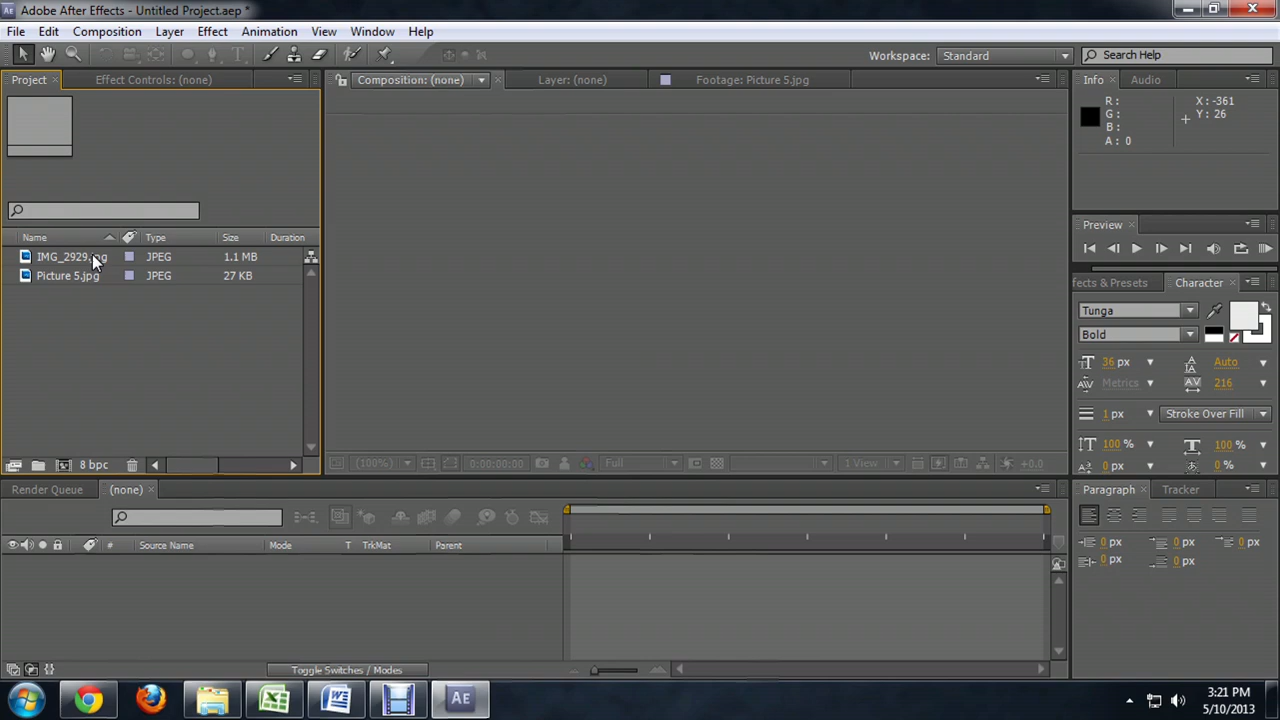 Adobe After Effects - Untitled Project.aep *
File Edit Composition Layer Effect Animation View Window Help
Workspace: Standard Search Help
Project Effect Controls: (none) Composition: (none) Layer: (none) Footage: Picture 5.jpg Info Audio
R: X: -361
G: Y: 26
B:
A: 0
Name Type Size Duration
IMG_2929.jpg JPEG 1.1 MB
Picture 5.jpg JPEG 27 KB
Preview
ffects & Presets Character
Tunga
Bold
36 px Auto
Metrics 216
1 px Stroke Over Fill
100 % 100 %
0 px 0 %
8 bpc (100%) 0:00:00:00 Full 1 View +0.0
Render Queue (none) Paragraph Tracker
# Source Name Mode T TrkMat Parent
0 px 0 px 0 px
0 px 0 px
Toggle Switches / Modes
AE
3:21 PM
5/10/2013